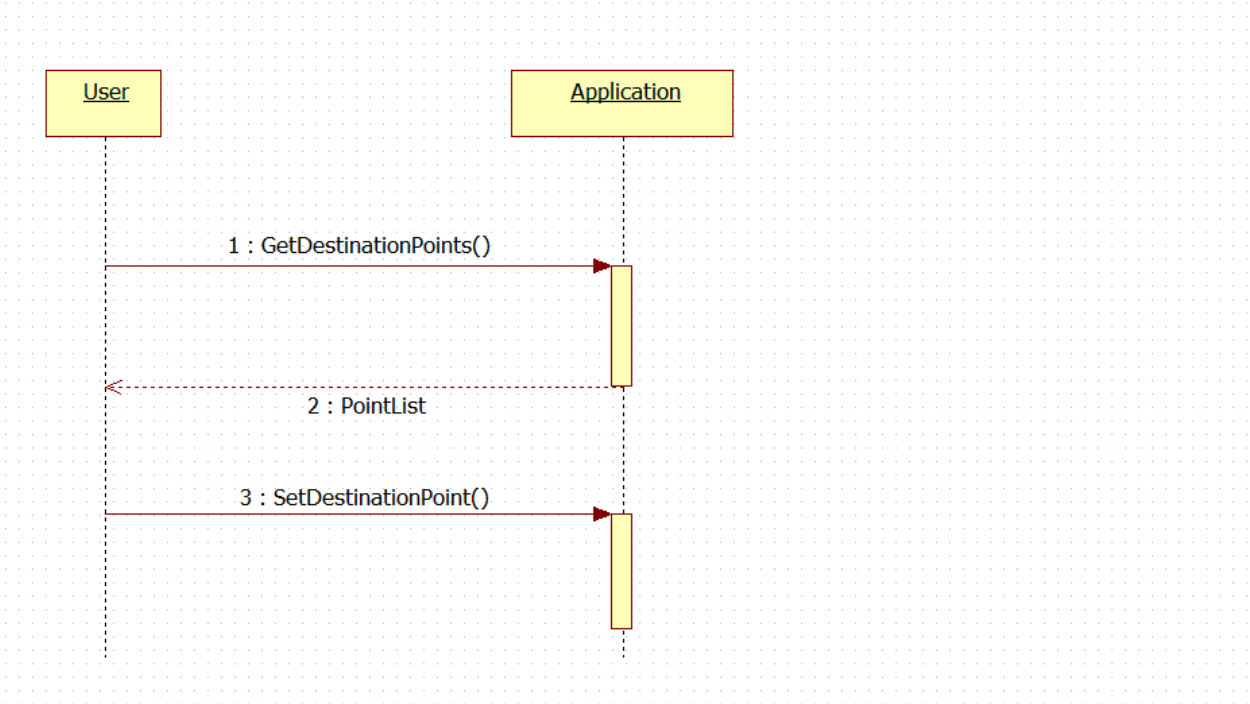 User
Application
1 : GetDestinationPoints()
2 : PointList
3 : SetDestinationPoint()